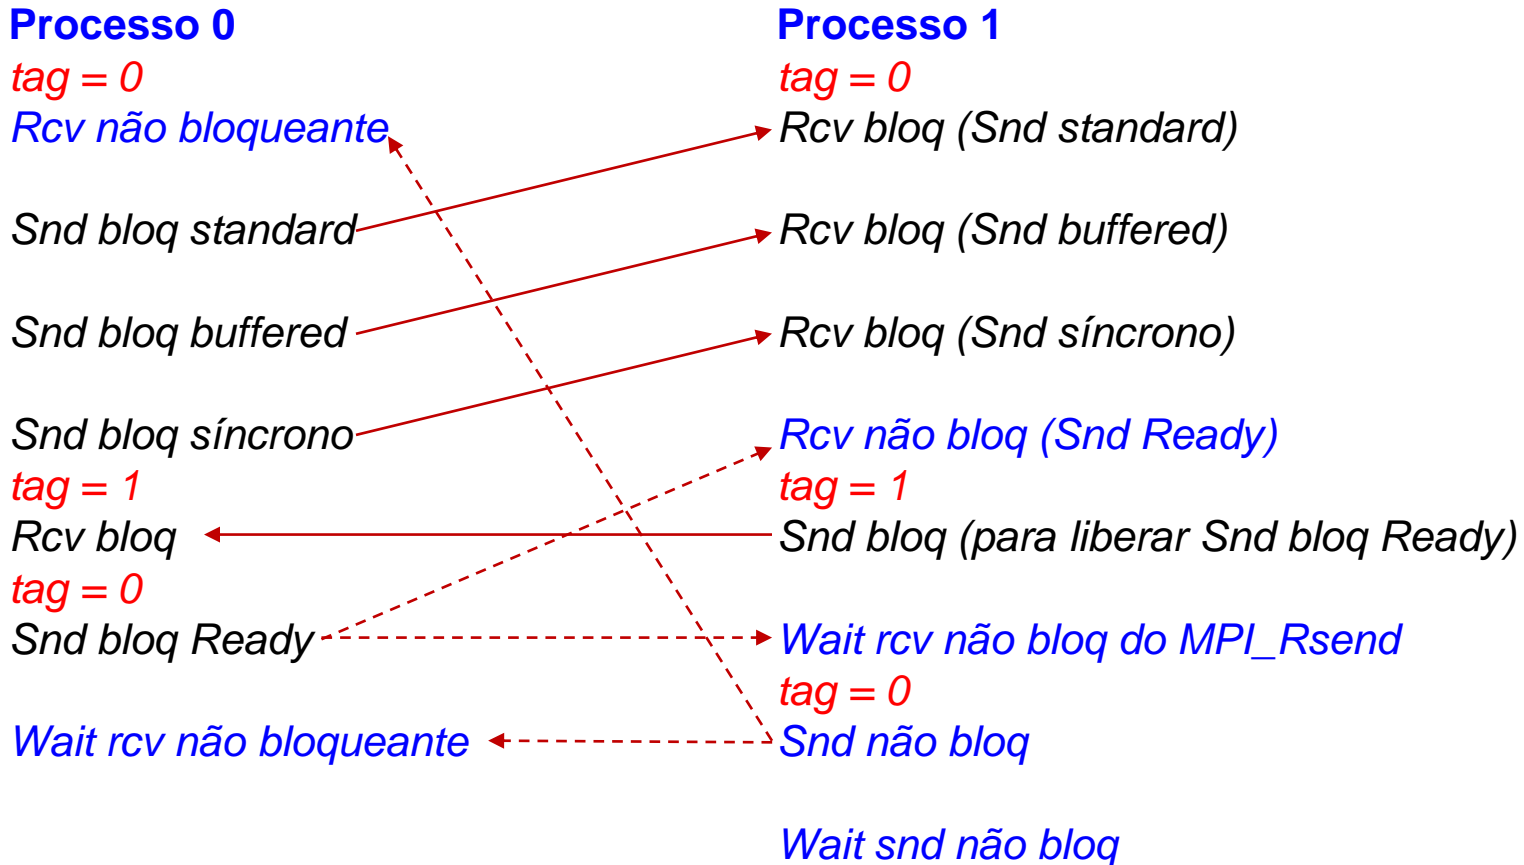 Processo 0
tag = 0
Rcv não bloqueante
Snd bloq standard
Snd bloq buffered
Snd bloq síncrono
tag = 1
Rcv bloq
tag = 0
Snd bloq Ready
Wait rcv não bloqueante
Processo 1
tag = 0
Rcv bloq (Snd standard)
Rcv bloq (Snd buffered)
Rcv bloq (Snd síncrono)
Rcv não bloq (Snd Ready)
tag = 1
Snd bloq (para liberar Snd bloq Ready)
Wait rcv não bloq do MPI_Rsend
tag = 0
Snd não bloq
Wait snd não bloq